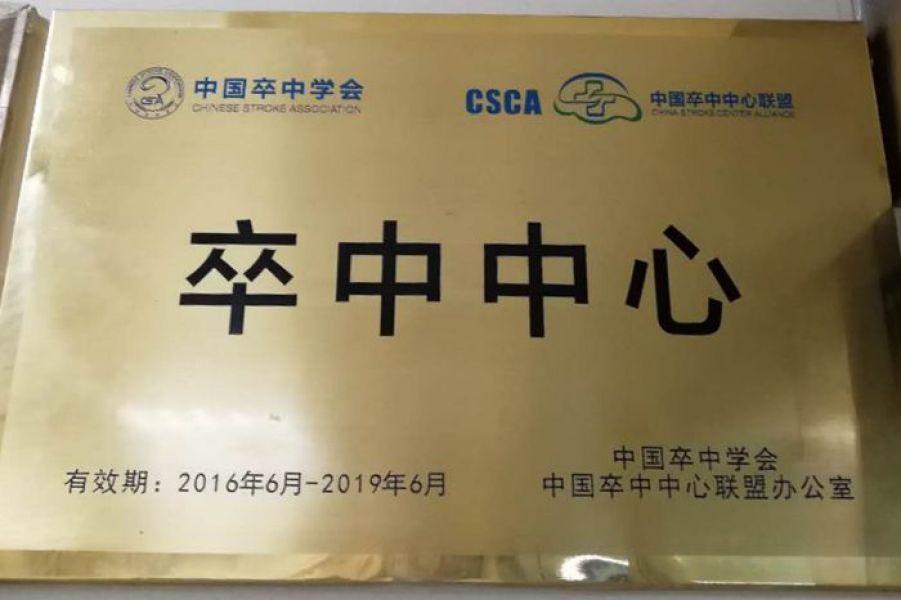 中国卒中学会
CHINESE STROKE ASSOCIATION
CSCA
中国卒中中心联盟
CHINA STROKE CENTER ALLIANCE
卒中中心
有效期：2016年6月-2019年6月
中国卒中学会
中国卒中中心联盟办公室